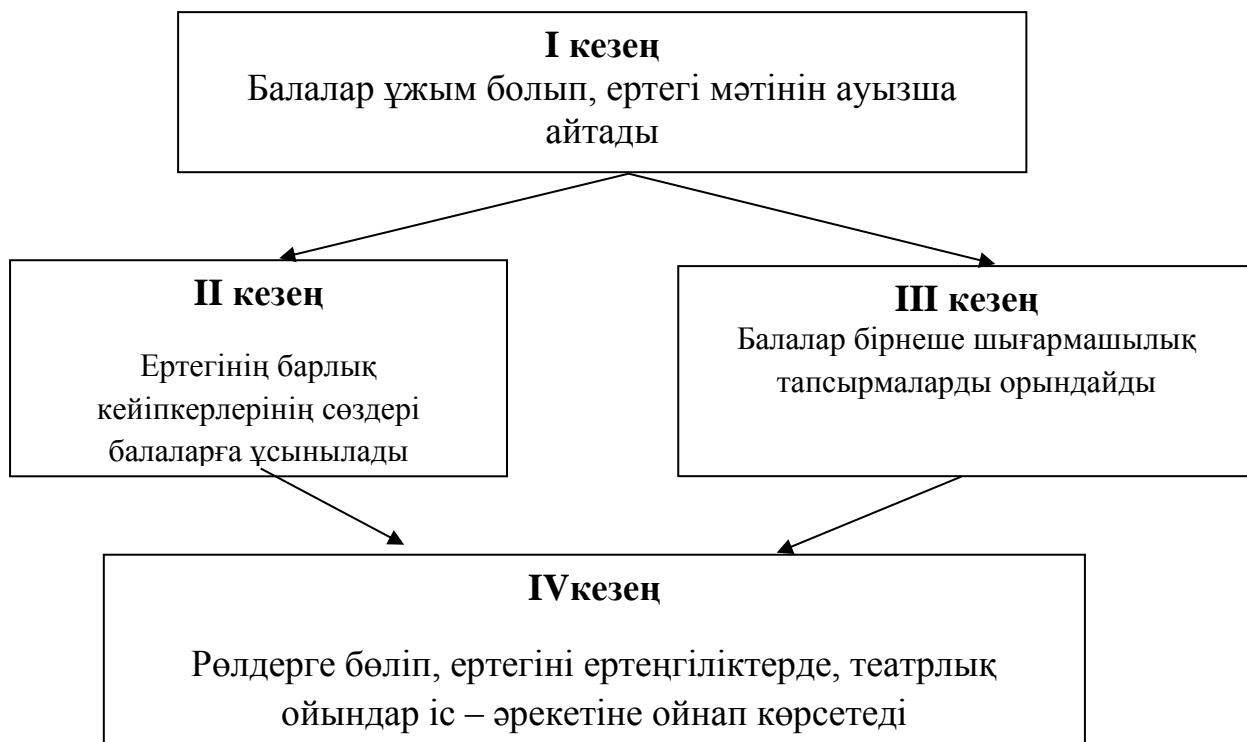 I кезең
Балалар ұжым болып, ертегі мәтінін ауызша
айтады
II кезең
Ертегінің барлық
кейіпкерлерінің сөздері
балаларға ұсынылады
III кезең
Балалар бірнеше шығармашылық
тапсырмаларды орындайды
IVкезең
Рөлдерге бөліп, ертегіні ертеңгіліктерде, театрлық
ойындар іс – әрекетіне ойнап көрсетеді